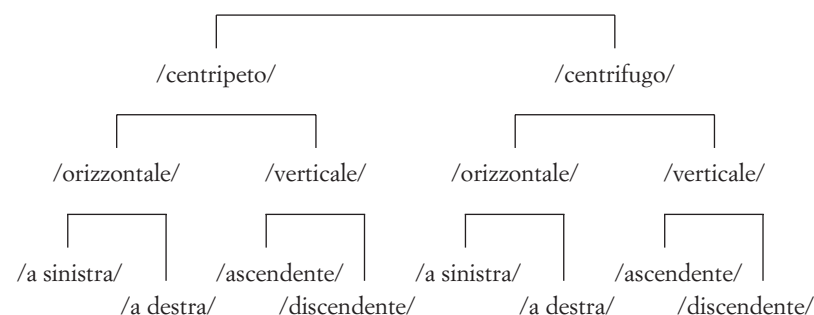 /centripeto/ /centrifugo/
/orizzontale/ /verticale/ /orizzontale/ /verticale/
/a sinistra/ /ascendente/ /a sinistra/ /ascendente/
/a destra/ /discendente/ /a destra/ /discendente/